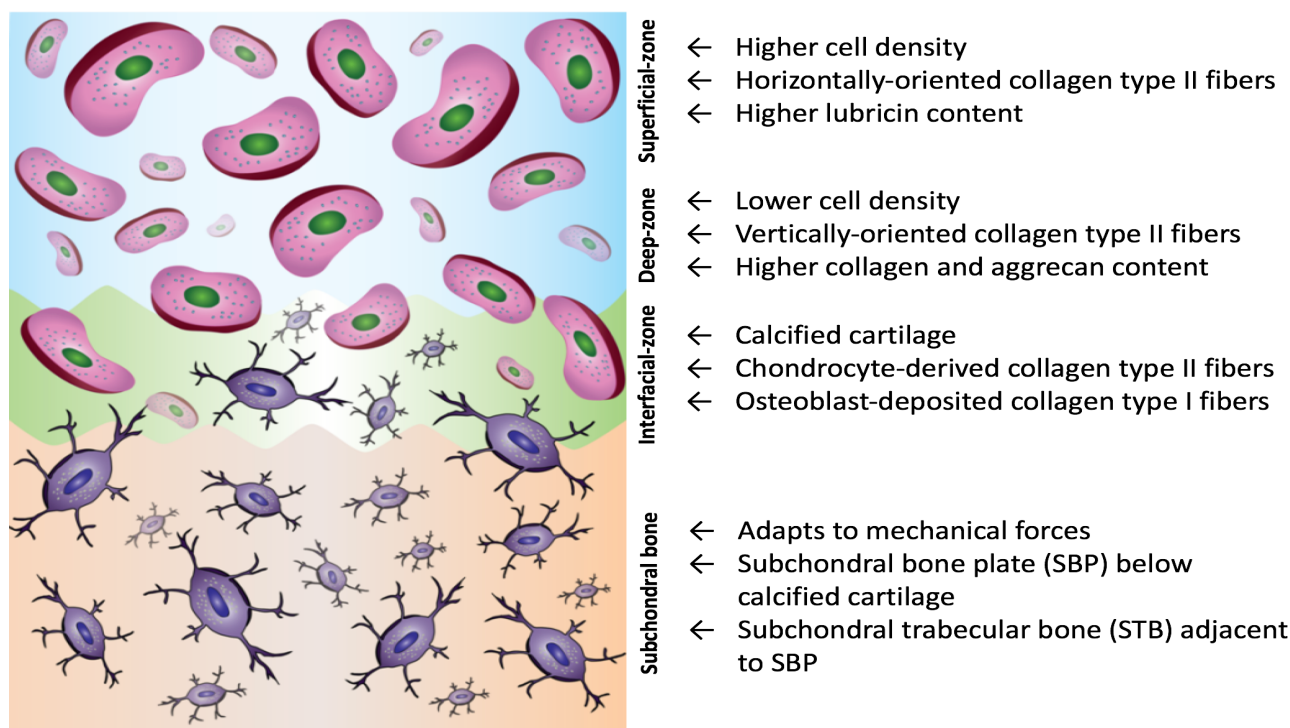 Superficial-zone
← Higher cell density
← Horizontally-oriented collagen type II fibers
← Higher lubricin content
Deep-zone
← Lower cell density
← Vertically-oriented collagen type II fibers
← Higher collagen and aggrecan content
Interfacial-zone
← Calcified cartilage
← Chondrocyte-derived collagen type II fibers
← Osteoblast-deposited collagen type I fibers
Subchondral bone
← Adapts to mechanical forces
← Subchondral bone plate (SBP) below
calcified cartilage
← Subchondral trabecular bone (STB) adjacent
to SBP